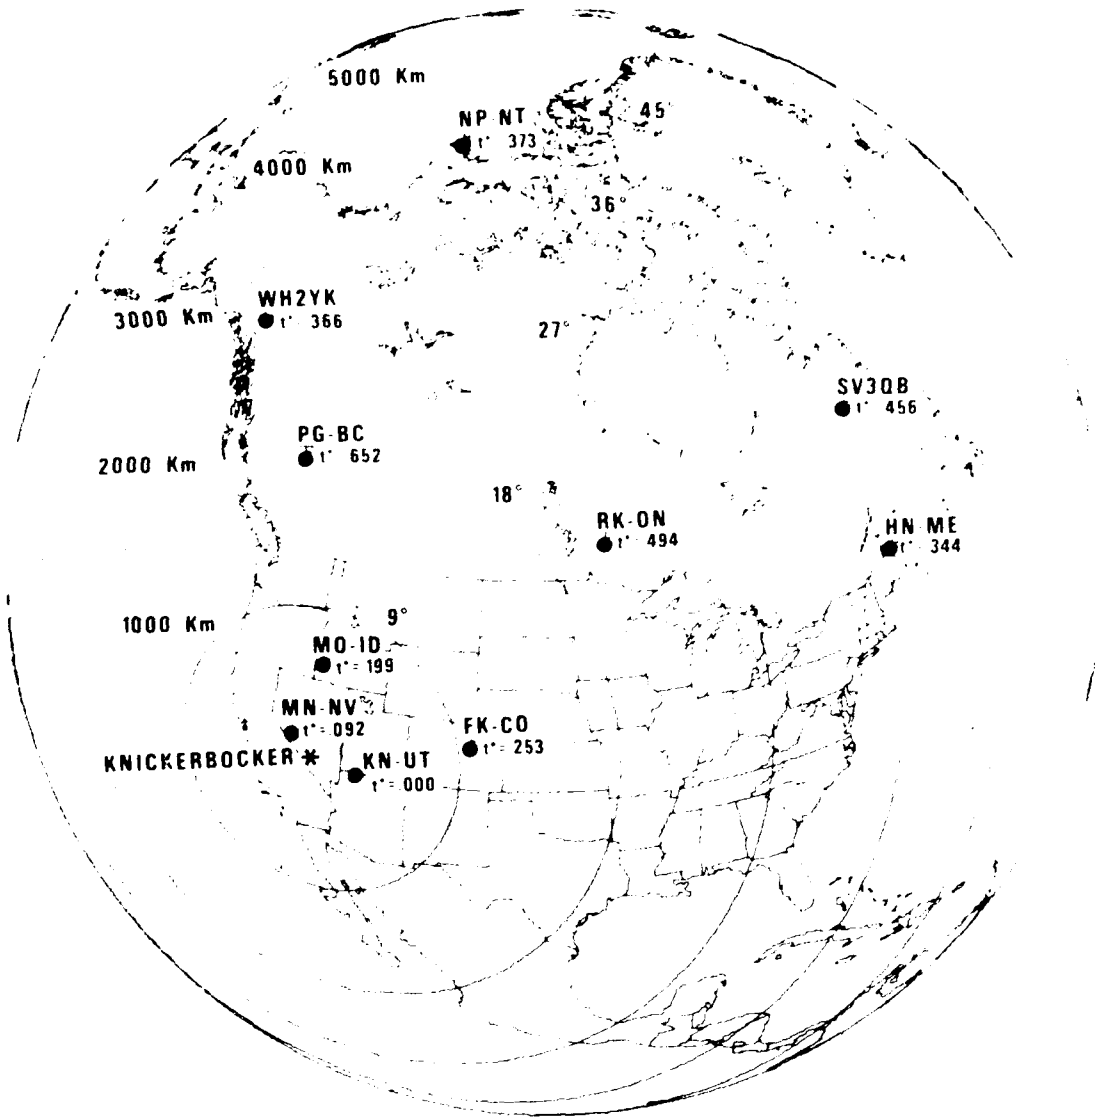 5000 Km
NP-NT
t* 373
45°
4000 Km
36°
WH2YK
t* 366
3000 Km
27°
SV3QB
t* 456
PG-BC
t* 652
2000 Km
18°
RK-ON
t* 494
HN-ME
t* 344
1000 Km
9°
MO-ID
t* = 199
MN-NV
t* = .092
FK-CO
t* = 253
KNICKERBOCKER *
KN-UT
t* = .000